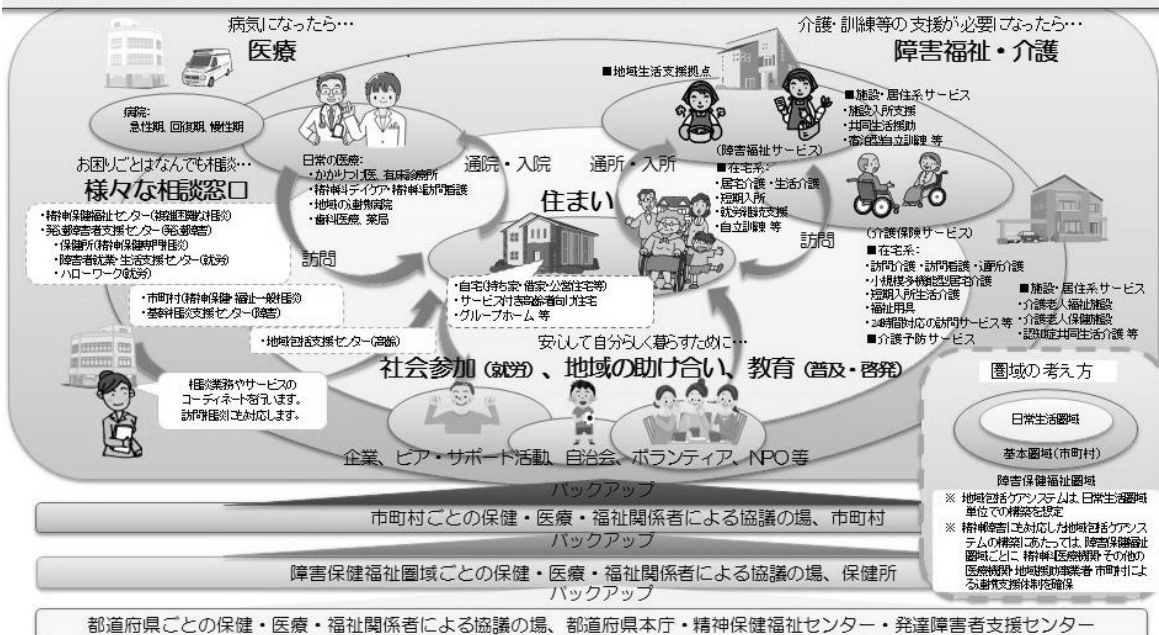 病気になったら…
医療
介護・訓練等の支援が必要になったら…
障害福祉・介護
病院:
急性期、回復期、慢性期
日常の医療:
・かかりつけ医、有床診療所
・精神科デイケア・精神科訪問看護
・地域の連携病院
・歯科医療、薬局
■地域生活支援拠点
■施設・居住系サービス
・施設入所支援
・共同生活援助
・宿泊型自立訓練 等
(障害福祉サービス)
■在宅系:
・居宅介護・生活介護
・短期入所
・就労継続支援
・自立訓練 等
お困りごとはなんでも相談…
様々な相談窓口
・精神保健福祉センター(複雑困難な相談)
・発達障害者支援センター(発達障害)
・保健所(精神保健専門相談)
・障害者就業・生活支援センター(就労)
・ハローワーク(就労)
・市町村(精神保健・福祉一般相談)
・基幹相談支援センター(障害)
・地域包括支援センター(高齢)
通院・入院
通所・入所
訪問
訪問
住まい
・自宅(持ち家・借家・公営住宅等)
・サービス付き高齢者向け住宅
・グループホーム 等
(介護保険サービス)
■在宅系:
・訪問介護・訪問看護・通所介護
・小規模多機能型居宅介護
・短期入所生活介護
・福祉用具
・24時間対応の訪問サービス 等
■介護予防サービス
■施設・居住系サービス
・介護老人福祉施設
・介護老人保健施設
・認知症共同生活介護 等
相談業務やサービスの
コーディネートを行います。
訪問相談にも対応します。
安心して自分らしく暮らすために…
社会参加(就労)、地域の助け合い、教育(普及・啓発)
企業、ピア・サポート活動、自治会、ボランティア、NPO等
圏域の考え方
日常生活圏域
基本圏域(市町村)
障害保健福祉圏域
※ 地域包括ケアシステムは、日常生活圏域
単位での構築を想定
※ 精神障害にも対応した地域包括ケアシス
テムの構築にあたっては、障害保健福祉
圏域ごとに、精神科医療機関・その他の
医療機関・地域援助事業者・市町村によ
る連携支援体制を確保
バックアップ
市町村ごとの保健・医療・福祉関係者による協議の場、市町村
バックアップ
障害保健福祉圏域ごとの保健・医療・福祉関係者による協議の場、保健所
バックアップ
都道府県ごとの保健・医療・福祉関係者による協議の場、都道府県本庁・精神保健福祉センター・発達障害者支援センター